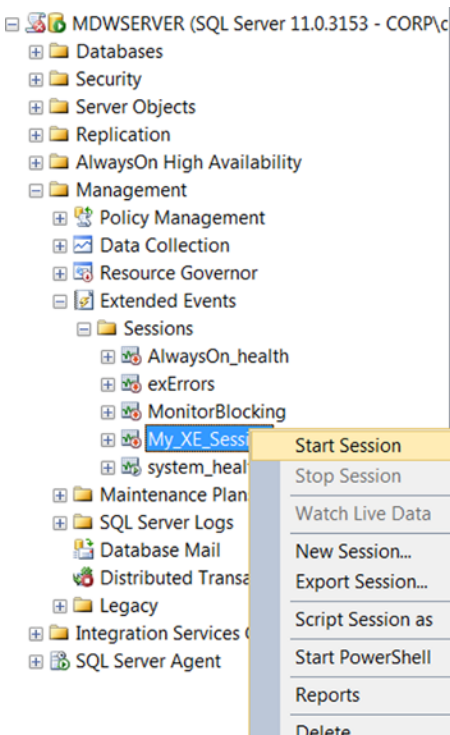 MDWSERVER (SQL Server 11.0.3153 - CORP\c
Databases
Security
Server Objects
Replication
AlwaysOn High Availability
Management
Policy Management
Data Collection
Resource Governor
Extended Events
Sessions
AlwaysOn_health
exErrors
MonitorBlocking
My_XE_Sessi
system_heal
Maintenance Plan
SQL Server Logs
Database Mail
Distributed Transa
Legacy
Integration Services
SQL Server Agent
Start Session
Stop Session
Watch Live Data
New Session...
Export Session...
Script Session as
Start PowerShell
Reports
Delete